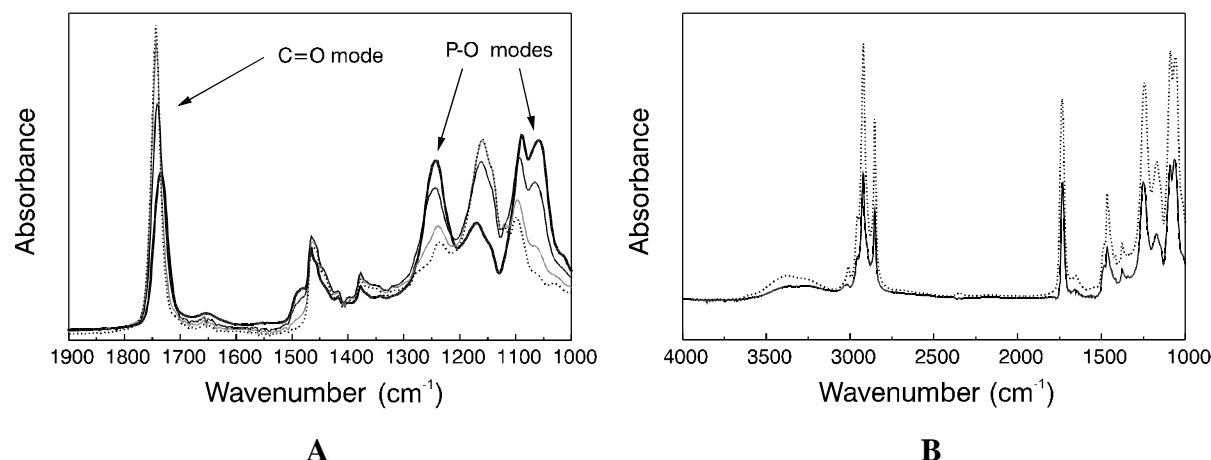 C=O mode
P-O modes
Absorbance
1900 1800 1700 1600 1500 1400 1300 1200 1100 1000
Wavenumber (cm-1)
A
Absorbance
4000 3500 3000 2500 2000 1500 1000
Wavenumber (cm-1)
B